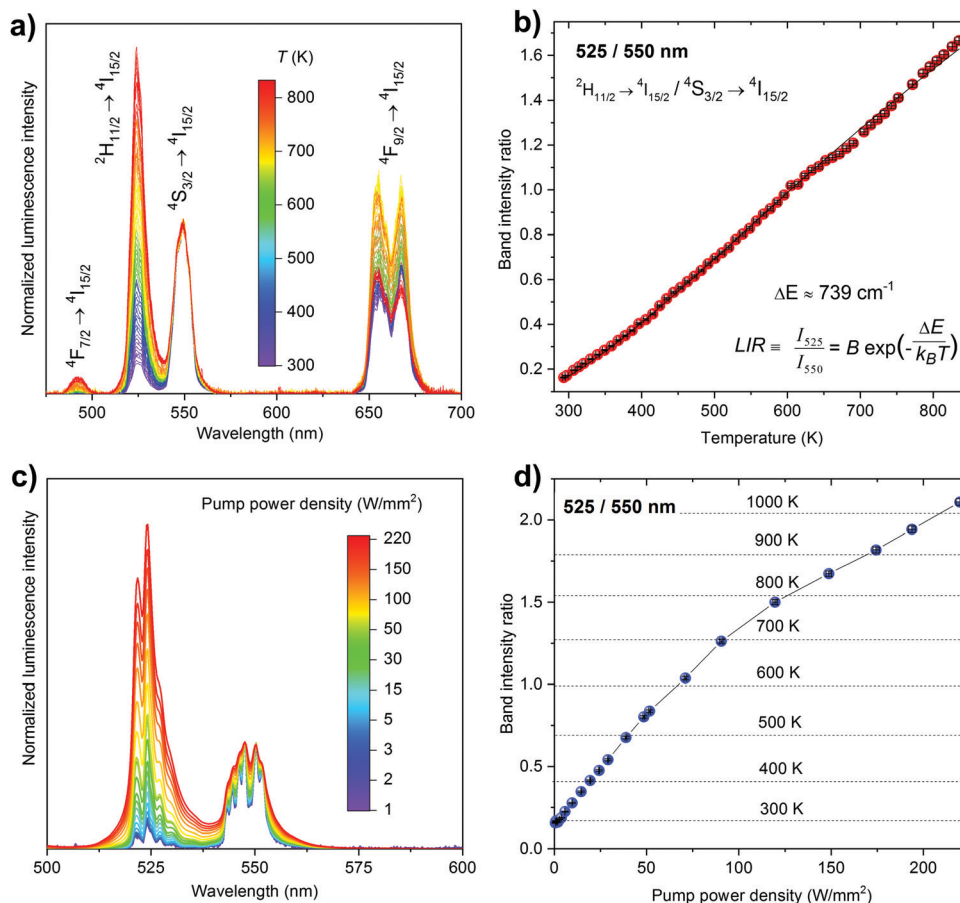 a)
T (K)
800
700
600
500
400
300
⁴F₇/₂ → ⁴I₁₅/₂
²H₁₁/₂ → ⁴I₁₅/₂
⁴S₃/₂ → ⁴I₁₅/₂
⁴F₉/₂ → ⁴I₁₅/₂
Normalized luminescence intensity
500 550 600 650 700
Wavelength (nm)
b)
525 / 550 nm
²H₁₁/₂ → ⁴I₁₅/₂ / ⁴S₃/₂ → ⁴I₁₅/₂
Band intensity ratio
1.6
1.4
1.2
1.0
0.8
0.6
0.4
0.2
ΔE ≈ 739 cm⁻¹
LIR ≡ I₅₂₅ / I₅₅₀ = B exp(-ΔE / k_BT)
300 400 500 600 700 800
Temperature (K)
c)
Pump power density (W/mm²)
220
150
100
50
30
15
5
3
2
1
Normalized luminescence intensity
500 525 550 575 600
Wavelength (nm)
d)
525 / 550 nm
Band intensity ratio
2.0
1.5
1.0
0.5
0.0
1000 K
900 K
800 K
700 K
600 K
500 K
400 K
300 K
0 50 100 150 200
Pump power density (W/mm²)